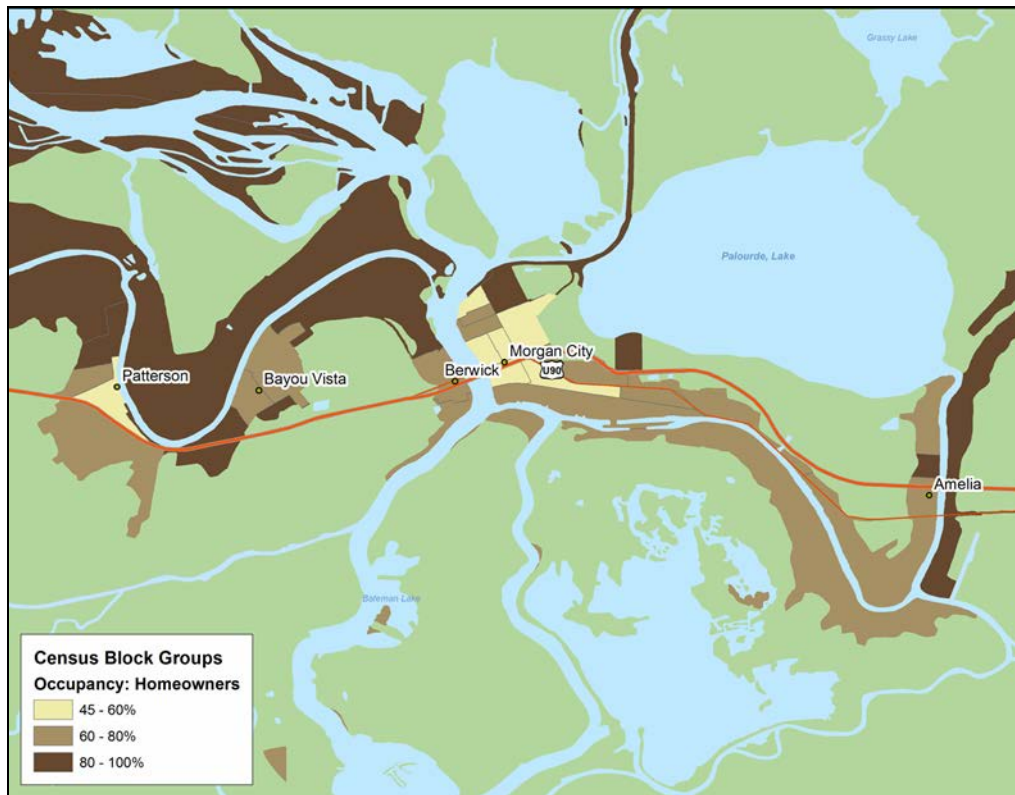 Grassy Lake
Palourde, Lake
Morgan City
U90
Patterson
Bayou Vista
Berwick
Amelia
Bateman Lake
Census Block Groups
Occupancy: Homeowners
45 - 60%
60 - 80%
80 - 100%